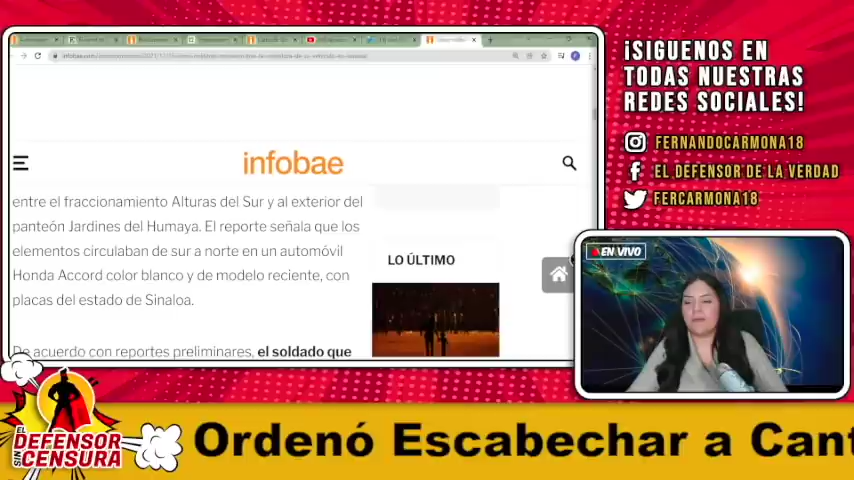 ¡SIGUENOS EN
TODAS NUESTRAS
REDES SOCIALES!
FERNANDOCARMONA18
EL DEFENSOR DE LA VERDAD
FERCARMONA18
infobae
entre el fraccionamiento Alturas del Sur y al exterior del
panteón Jardines del Humaya. El reporte señala que los
elementos circulaban de sur a norte en un automóvil
Honda Accord color blanco y de modelo reciente, con
placas del estado de Sinaloa.
De acuerdo con reportes preliminares, el soldado que
LO ÚLTIMO
EN VIVO
EL
DEFENSOR
SIN
CENSURA
Ordenó Escabechar a Cant